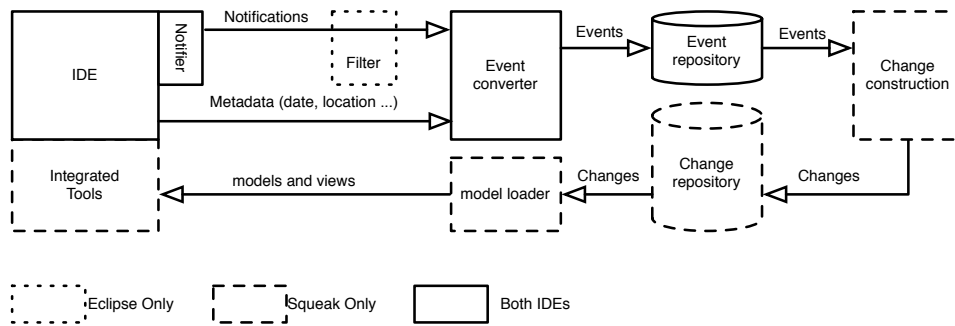 Notifications
Notifier
IDE
Filter
Metadata (date, location ...)
Event
converter
Events
Event
repository
Events
Change
construction
Integrated
Tools
models and views
model loader
Changes
Change
repository
Changes
Eclipse Only
Squeak Only
Both IDEs